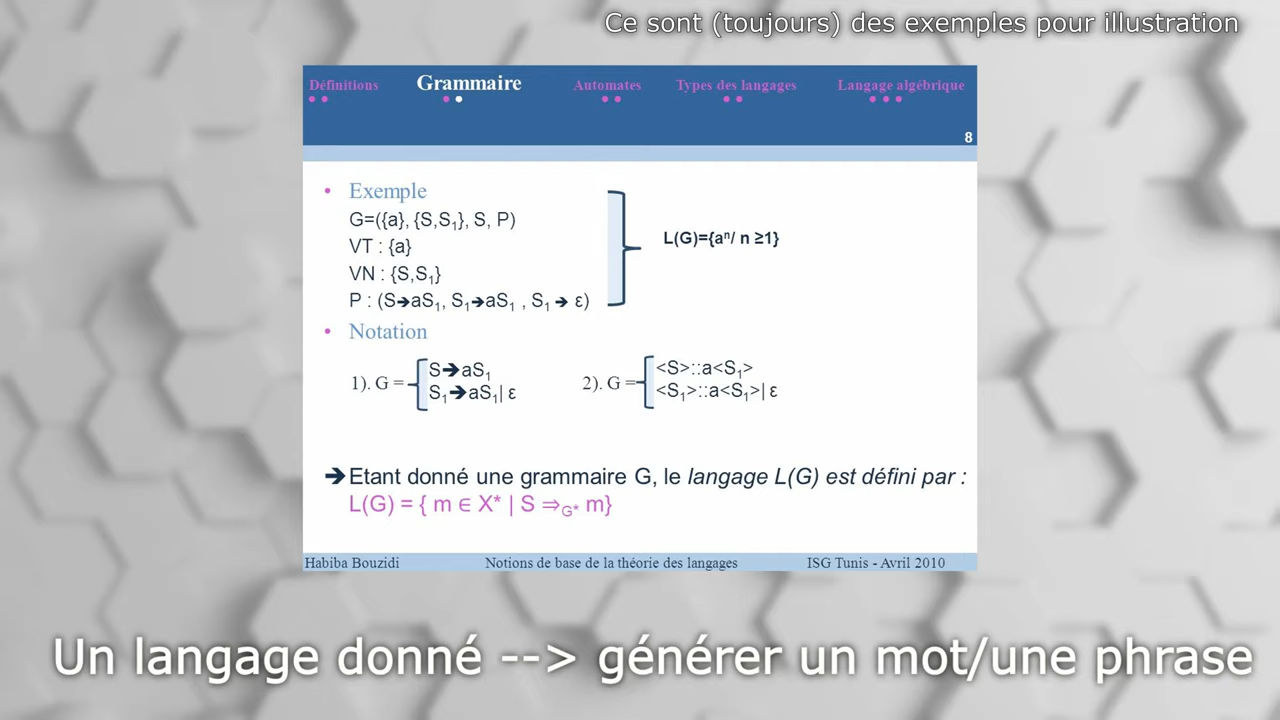 Ce sont (toujours) des exemples pour illustration
Définitions Grammaire Automates Types des langages Langage algébrique
8
• Exemple
G=({a}, {S,S₁}, S, P)
VT : {a}
VN : {S,S₁}
P : (S➔aS₁, S₁➔aS₁ , S₁ ➔ ε)
L(G)={aⁿ/ n ≥1}
• Notation
1). G =
S➔aS₁
S₁➔aS₁| ε
2). G =
<S>::a<S₁>
<S₁>::a<S₁>| ε
➔Etant donné une grammaire G, le langage L(G) est défini par :
L(G) = { m ∈ X* | S ⇒G* m}
Habiba Bouzidi Notions de base de la théorie des langages ISG Tunis - Avril 2010
Un langage donné --> générer un mot/une phrase